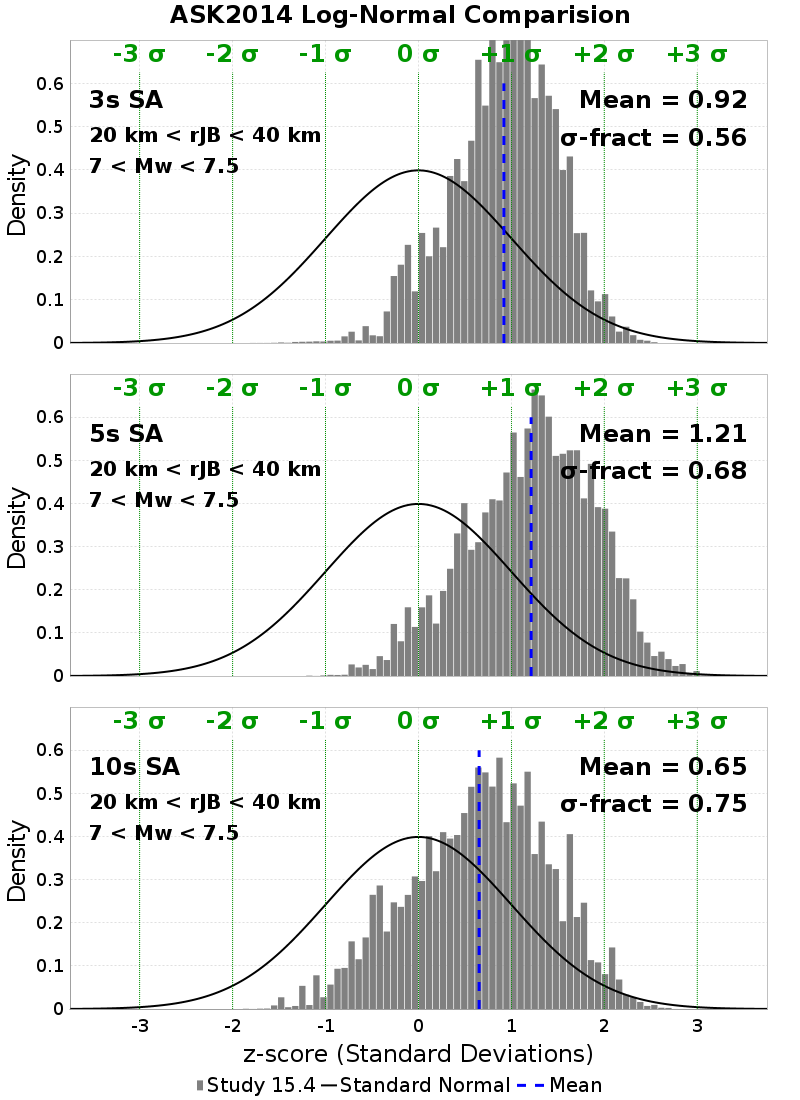 ASK2014 Log-Normal Comparision
-3 σ -2 σ -1 σ 0 σ +1 σ +2 σ +3 σ
3s SA
20 km < rJB < 40 km
7 < Mw < 7.5
Mean = 0.92
σ-fract = 0.56
Density
0.6
0.5
0.4
0.3
0.2
0.1
0
-3 σ -2 σ -1 σ 0 σ +1 σ +2 σ +3 σ
5s SA
20 km < rJB < 40 km
7 < Mw < 7.5
Mean = 1.21
σ-fract = 0.68
Density
0.6
0.5
0.4
0.3
0.2
0.1
0
-3 σ -2 σ -1 σ 0 σ +1 σ +2 σ +3 σ
10s SA
20 km < rJB < 40 km
7 < Mw < 7.5
Mean = 0.65
σ-fract = 0.75
Density
0.6
0.5
0.4
0.3
0.2
0.1
0
-3 -2 -1 0 1 2 3
z-score (Standard Deviations)
Study 15.4 Standard Normal Mean